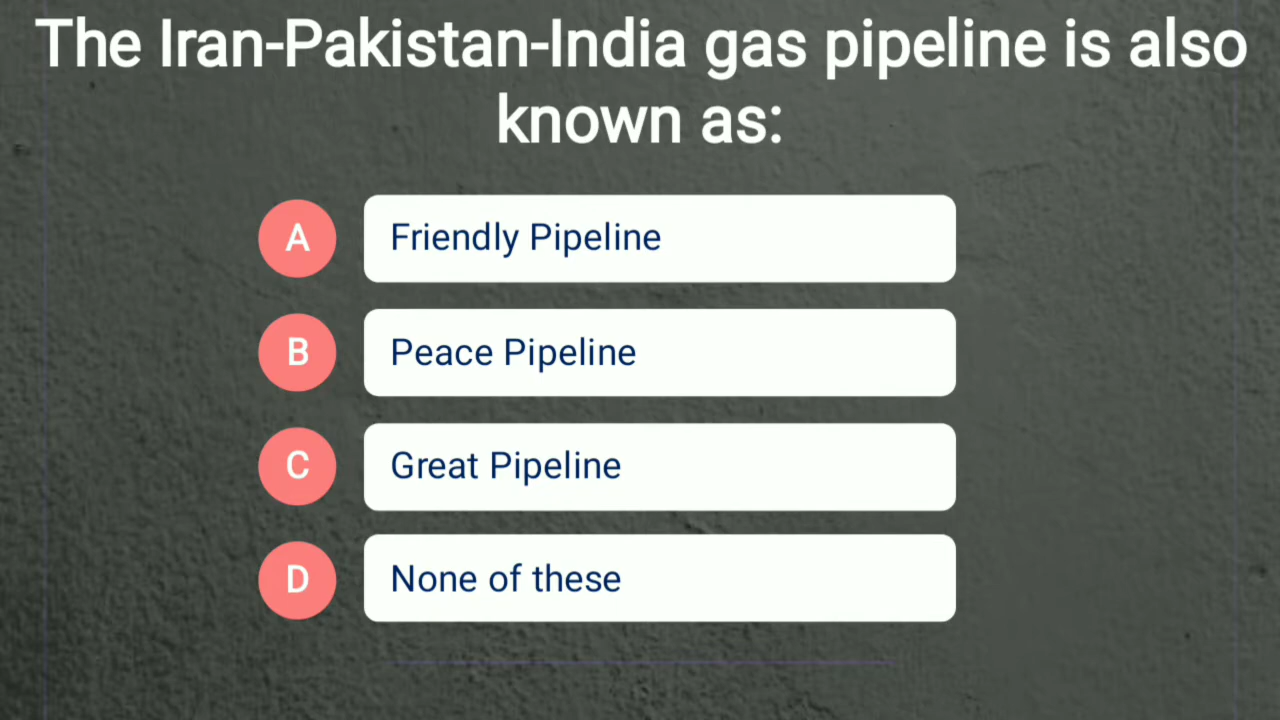 The Iran-Pakistan-India gas pipeline is also
known as:
A Friendly Pipeline
B Peace Pipeline
C Great Pipeline
D None of these